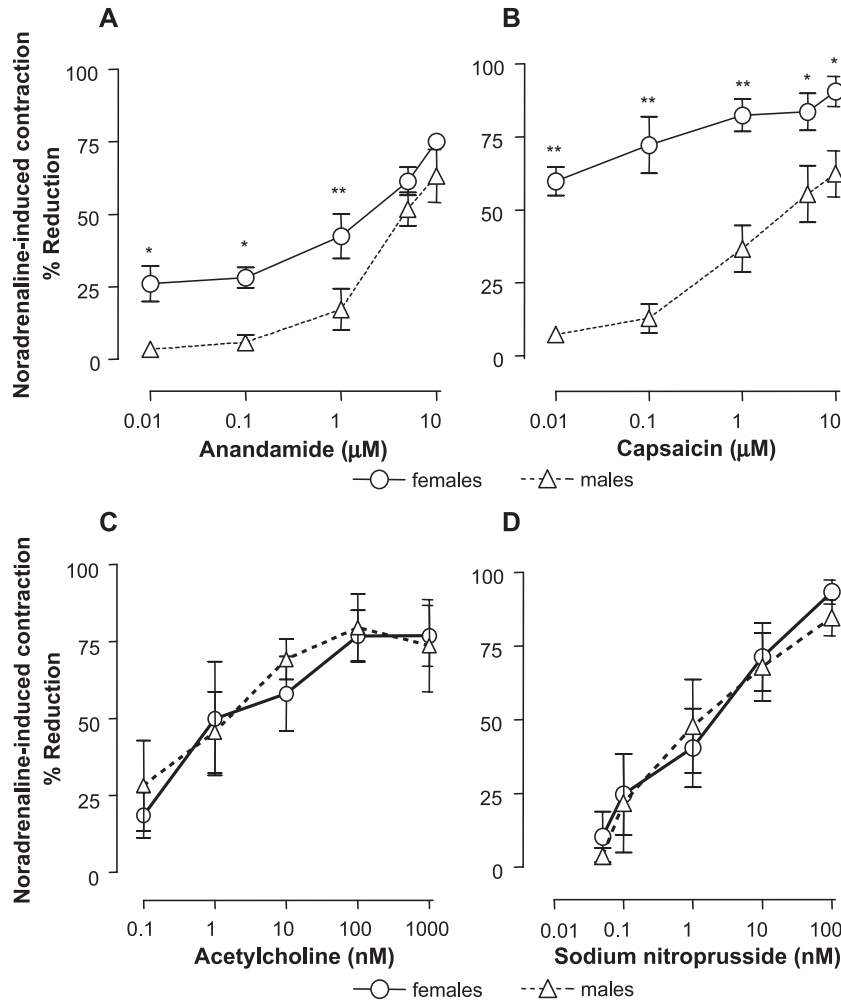 A
Noradrenaline-induced contraction
% Reduction
100
75
50
25
0
*
*
**
0.01
0.1
1
10
Anandamide (μM)
B
100
75
50
25
0
**
**
**
*
*
0.01
0.1
1
10
Capsaicin (μM)
females
males
C
Noradrenaline-induced contraction
% Reduction
100
75
50
25
0
0.1
1
10
100
1000
Acetylcholine (nM)
D
100
75
50
25
0
0.01
0.1
1
10
100
Sodium nitroprusside (nM)
females
males